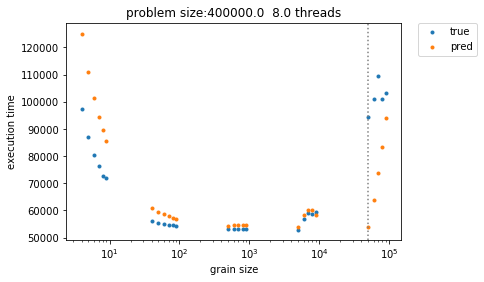 problem size:400000.0  8.0 threads
true
pred
execution time
120000
110000
100000
90000
80000
70000
60000
50000
10¹
10²
10³
10⁴
10⁵
grain size